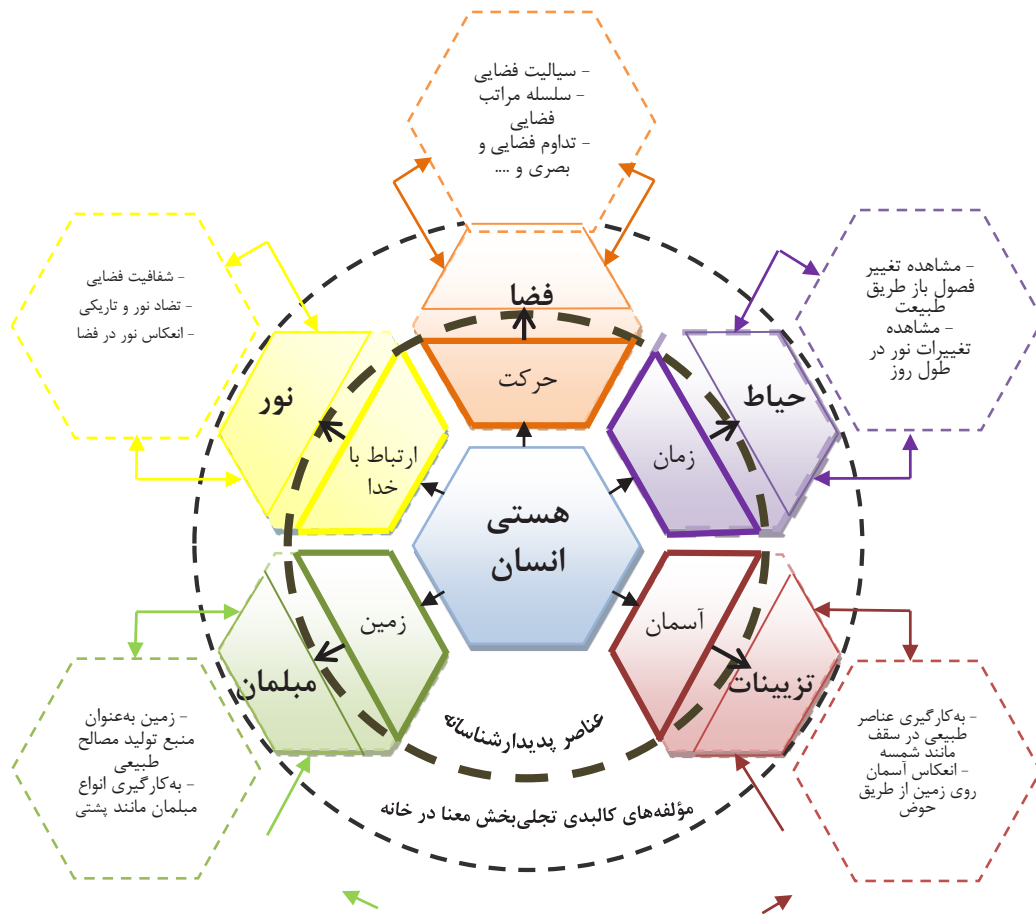 - سیالیت فضایی
- سلسله مراتب
فضایی
- تداوم فضایی و
بصری و ....
- مشاهده تغییر
فصول باز طریق
طبیعت
- مشاهده
تغییرات نور در
طول روز
- شفافیت فضایی
- تضاد نور و تاریکی
- انعکاس نور در فضا
فضا
حرکت
حیاط
زمان
نور
ارتباط با
خدا
هستی
انسان
آسمان
تزیینات
زمین
مبلمان
عناصر پدیدارشناسانه
مؤلفه‌های کالبدی تجلی‌بخش معنا در خانه
- به‌کارگیری عناصر
طبیعی در سقف
مانند شمسه
- انعکاس آسمان
روی زمین از طریق
حوض
- زمین به‌عنوان
منبع تولید مصالح
طبیعی
- به‌کارگیری انواع
مبلمان مانند پشتی